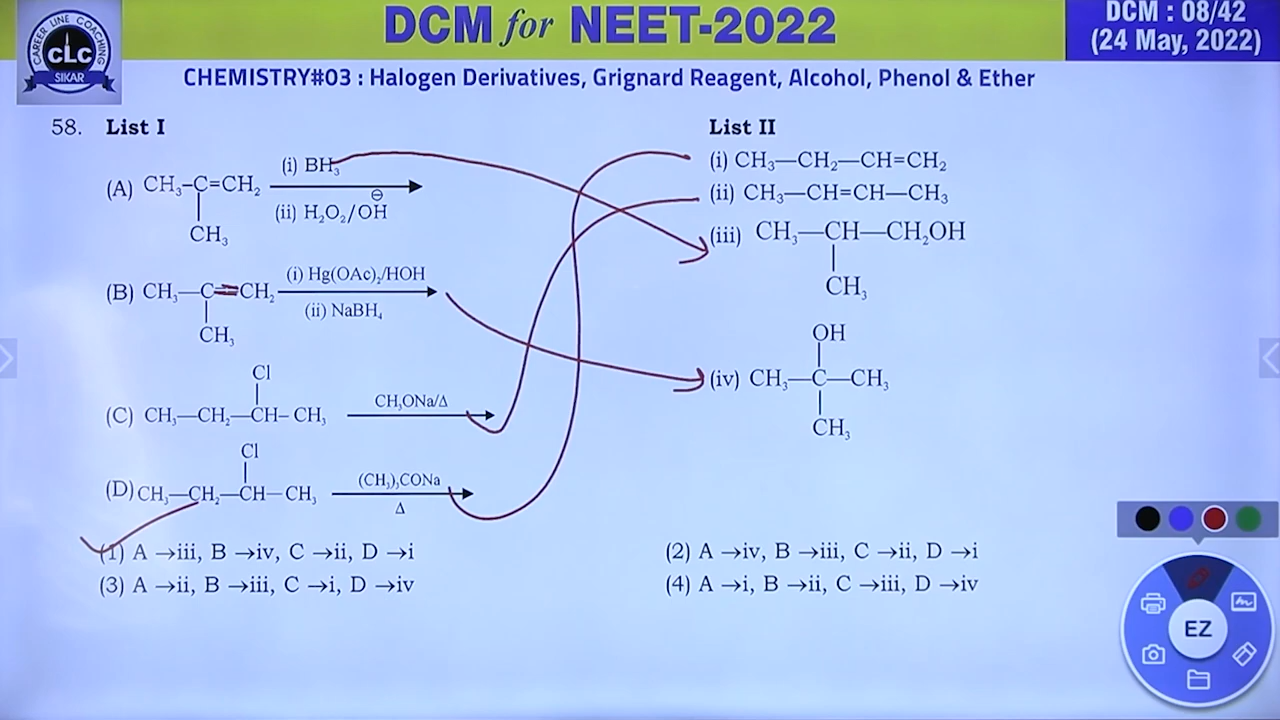 CAREER LINE COACHING
CLC
SIKAR
DCM for NEET-2022
DCM : 08/42
(24 May, 2022)
CHEMISTRY#03 : Halogen Derivatives, Grignard Reagent, Alcohol, Phenol & Ether
58. List I
List II
(A) CH₃–C=CH₂
CH₃
(i) BH₃
(ii) H₂O₂/OH⊖
(B) CH₃—C=CH₂
CH₃
(i) Hg(OAc)₂/HOH
(ii) NaBH₄
Cl
(C) CH₃—CH₂—CH–CH₃
CH₃ONa/Δ
Cl
(D) CH₃—CH₂—CH—CH₃
(CH₃)₃CONa
Δ
(i) CH₃—CH₂—CH=CH₂
(ii) CH₃—CH=CH—CH₃
(iii) CH₃—CH—CH₂OH
CH₃
OH
(iv) CH₃—C—CH₃
CH₃
(1) A →iii, B →iv, C →ii, D →i
(2) A →iv, B →iii, C →ii, D →i
(3) A →ii, B →iii, C →i, D →iv
(4) A →i, B →ii, C →iii, D →iv
EZ